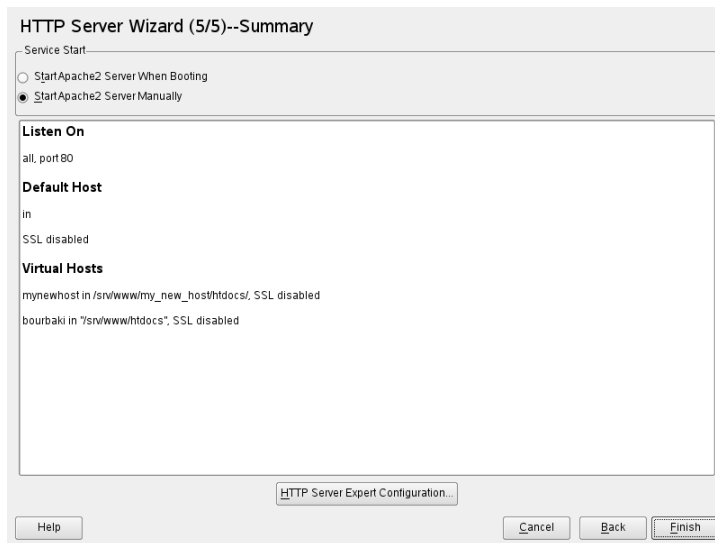 HTTP Server Wizard (5/5)--Summary
Service Start
Start Apache2 Server When Booting
Start Apache2 Server Manually
Listen On
all, port 80
Default Host
in
SSL disabled
Virtual Hosts
mynewhost in /srv/www/my_new_host/htdocs/, SSL disabled
bourbaki in "/srv/www/htdocs", SSL disabled
HTTP Server Expert Configuration...
Help
Cancel
Back
Finish